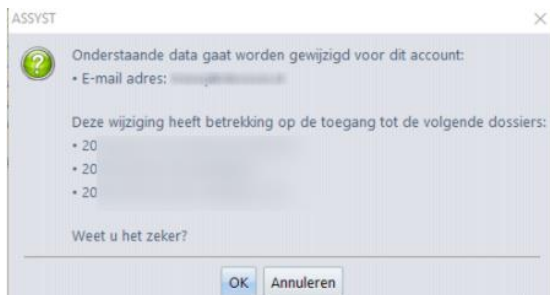 ASSYST
Onderstaande data gaat worden gewijzigd voor dit account:
• E-mail adres:
Deze wijziging heeft betrekking op de toegang tot de volgende dossiers:
• 20
• 20
• 20
Weet u het zeker?
OK Annuleren